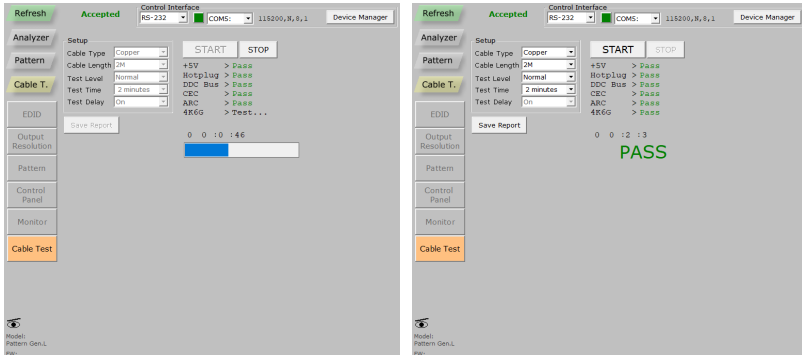 Refresh
Accepted
Control Interface
RS-232
COM5:
115200,N,8,1
Device Manager
Analyzer
Pattern
Cable T.
EDID
Output
Resolution
Pattern
Control
Panel
Monitor
Cable Test
Setup
Cable Type Copper
Cable Length 2M
Test Level Normal
Test Time 2 minutes
Test Delay On
Save Report
START STOP
+5V > Pass
Hotplug > Pass
DDC Bus > Pass
CEC > Pass
ARC > Pass
4K6G > Test...
0 0 :0 :46
Model:
Pattern Gen.L
FW:
Refresh
Accepted
Control Interface
RS-232
COM5:
115200,N,8,1
Device Manager
Analyzer
Pattern
Cable T.
EDID
Output
Resolution
Pattern
Control
Panel
Monitor
Cable Test
Setup
Cable Type Copper
Cable Length 2M
Test Level Normal
Test Time 2 minutes
Test Delay On
Save Report
START STOP
+5V > Pass
Hotplug > Pass
DDC Bus > Pass
CEC > Pass
ARC > Pass
4K6G > Pass
0 0 :2 :3
PASS
Model:
Pattern Gen.L
FW: